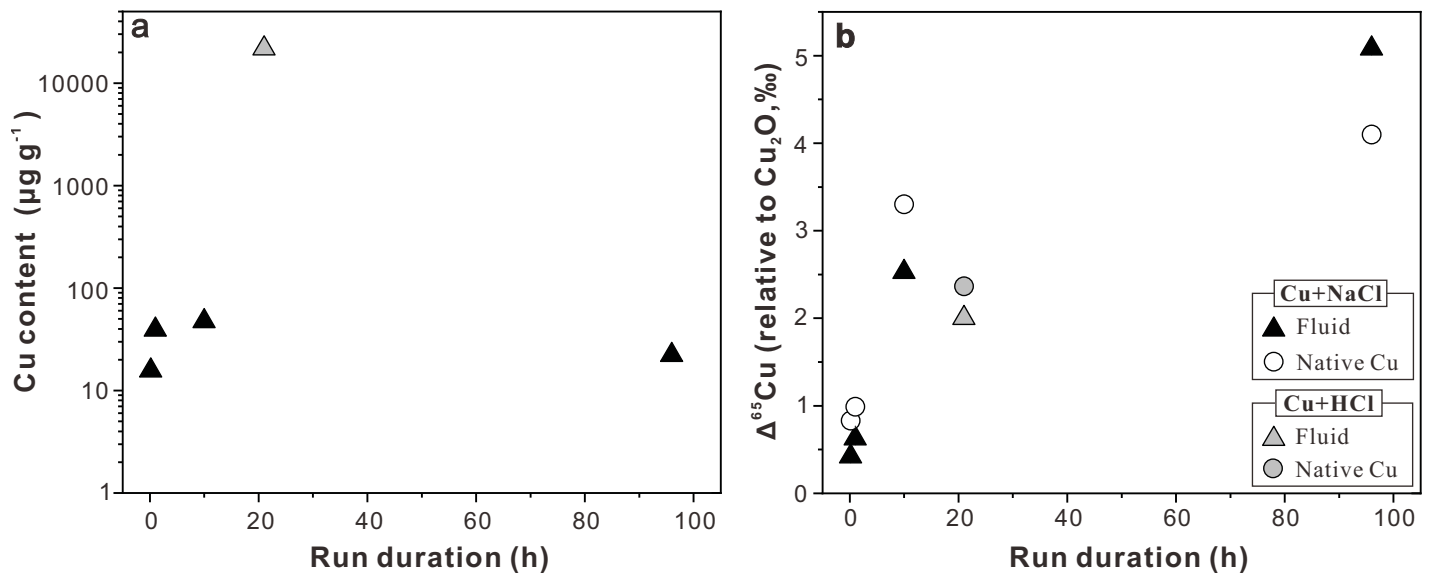 a
10000
1000
100
10
1
0
20
40
60
80
100
Cu content (µg g⁻¹)
Run duration (h)
b
5
4
3
2
1
0
0
20
40
60
80
100
Δ⁶⁵Cu (relative to Cu₂O,‰)
Run duration (h)
Cu+NaCl
Fluid
Native Cu
Cu+HCl
Fluid
Native Cu